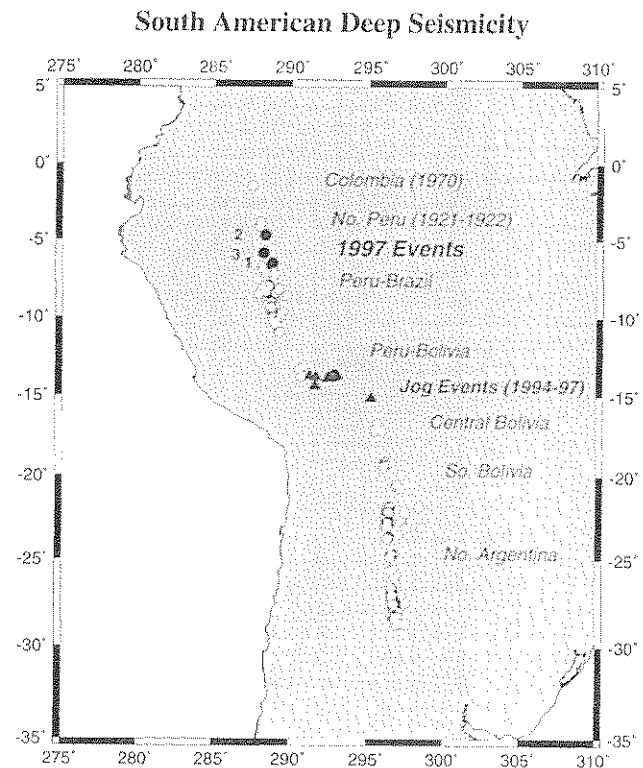 South American Deep Seismicity
275° 280° 285° 290° 295° 300° 305° 310°
5° 5°
0° 0°
Colombia (1970)
No. Peru (1921-1922)
2
-5° -5°
1997 Events
3
1
Peru-Brazil
-10° -10°
Peru-Bolivia
Jog Events (1994-97)
-15° -15°
Central Bolivia
So. Bolivia
-20° -20°
No. Argentina
-25° -25°
-30° -30°
-35° -35°
275° 280° 285° 290° 295° 300° 305° 310°